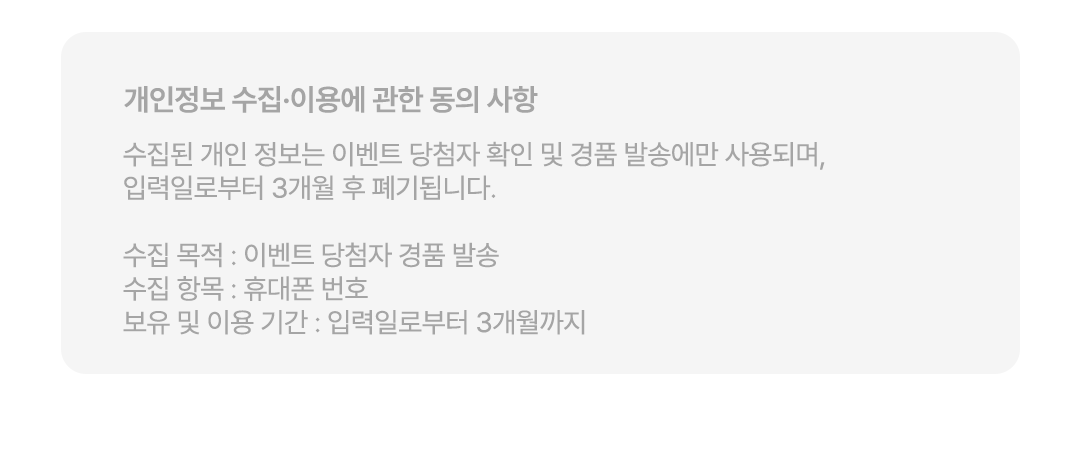 개인정보 수집·이용에 관한 동의 사항
수집된 개인 정보는 이벤트 당첨자 확인 및 경품 발송에만 사용되며,
입력일로부터 3개월 후 폐기됩니다.
수집 목적 : 이벤트 당첨자 경품 발송
수집 항목 : 휴대폰 번호
보유 및 이용 기간 : 입력일로부터 3개월까지